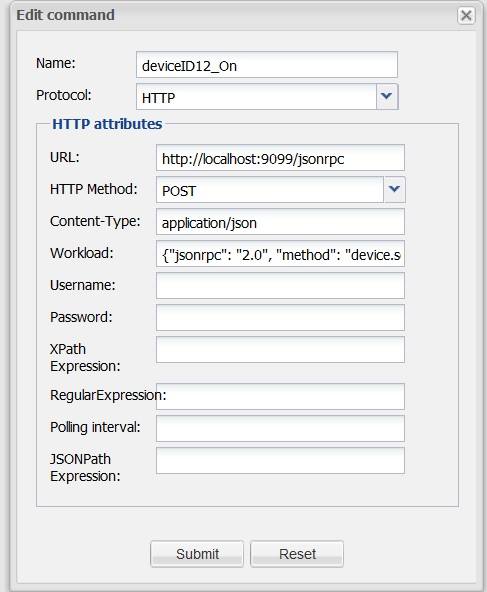 Edit command
Name: deviceID12_On
Protocol: HTTP
HTTP attributes
URL: http://localhost:9099/jsonrpc
HTTP Method: POST
Content-Type: application/json
Workload: {"jsonrpc": "2.0", "method": "device.s
Username:
Password:
XPath
Expression:
RegularExpression:
Polling interval:
JSONPath
Expression:
Submit Reset